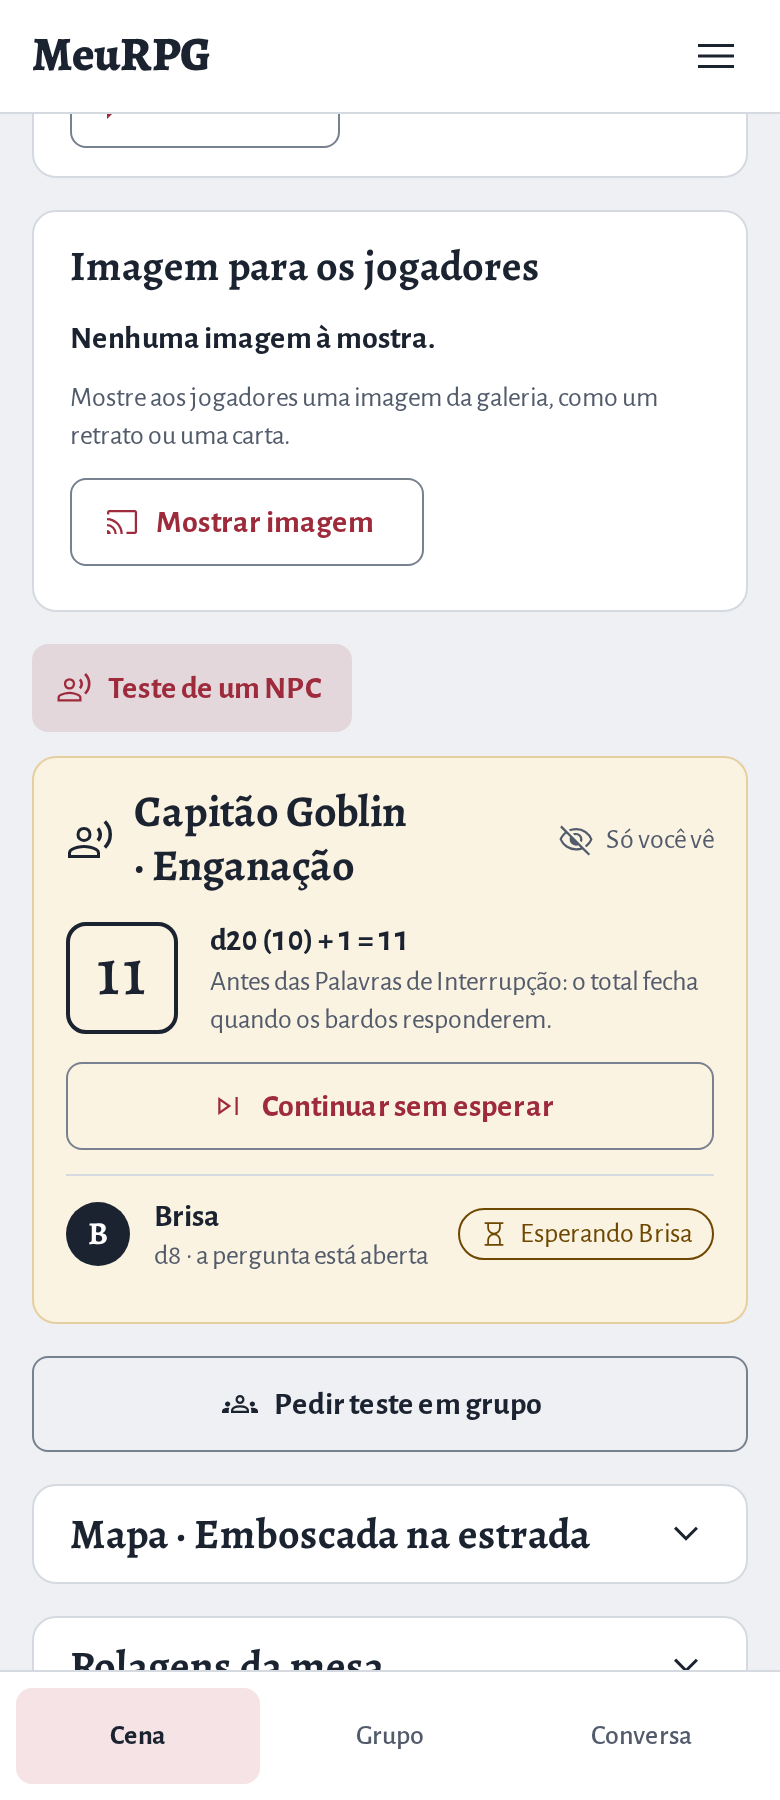 MeuRPG
Imagem para os jogadores
Nenhuma imagem à mostra.
Mostre aos jogadores uma imagem da galeria, como um
retrato ou uma carta.
Mostrar imagem
Teste de um NPC
Capitão Goblin
· Enganação
Só você vê
11
d20 (10) + 1 = 11
Antes das Palavras de Interrupção: o total fecha
quando os bardos responderem.
Continuar sem esperar
B
Brisa
d8 · a pergunta está aberta
Esperando Brisa
Pedir teste em grupo
Mapa · Emboscada na estrada
Rolagens da mesa
Cena
Grupo
Conversa